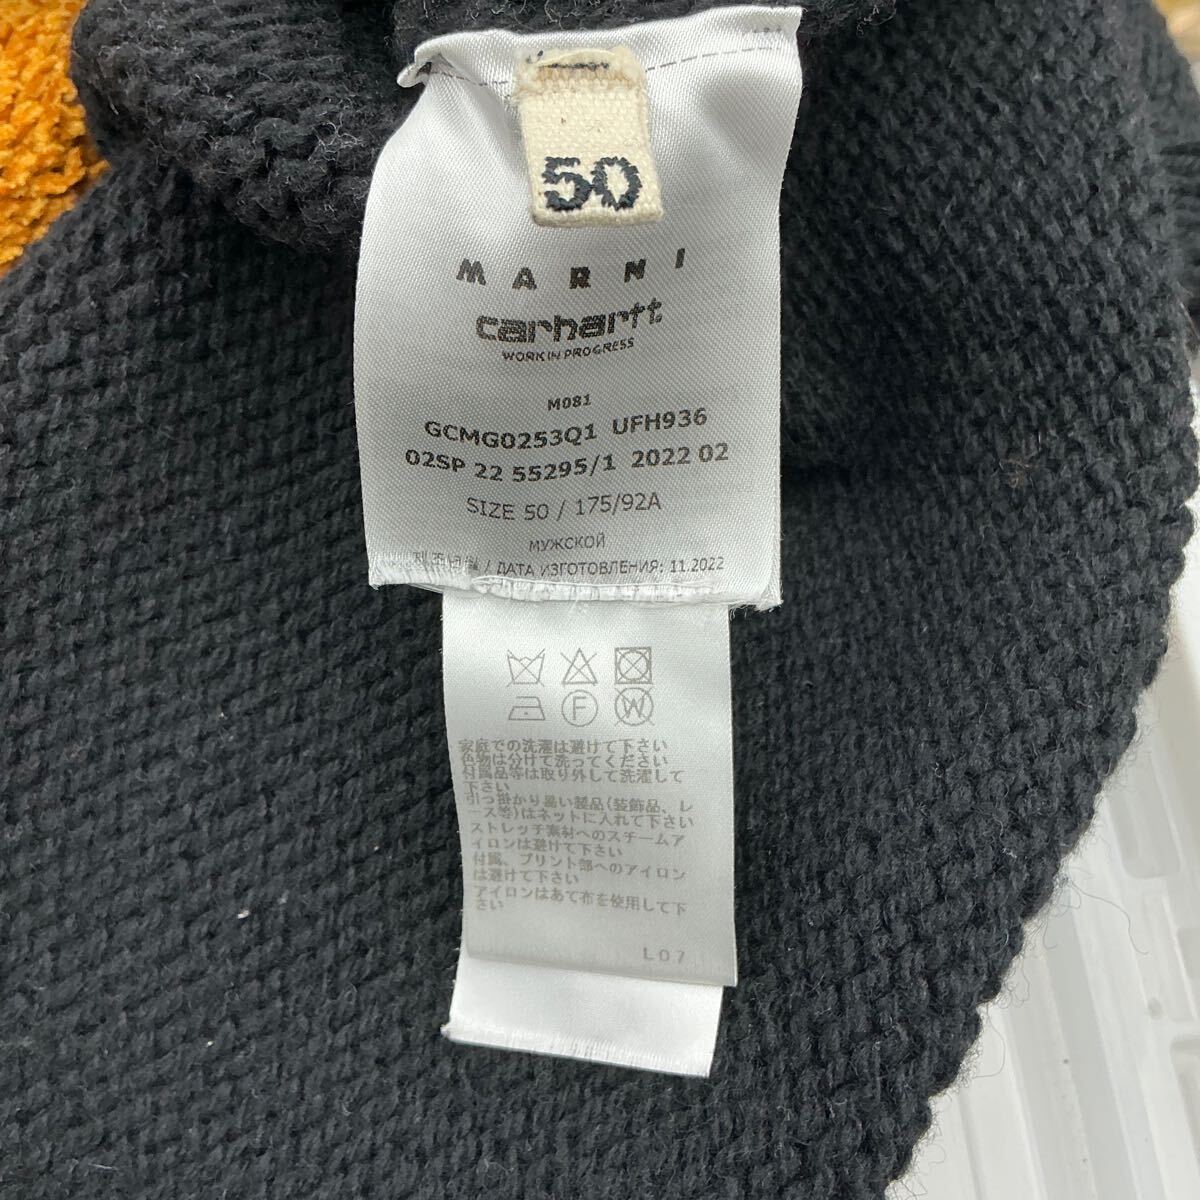 50
MARNI
carhartt
WORK IN PROGRESS
M081
GCMG0253Q1 UFH936
02SP 22 55295/1 2022 02
SIZE 50 / 175/92A
МУЖСКОЙ
/ ДАТА ИЗГОТОВЛЕНИЯ: 11.2022
F
W
家庭での洗濯は避けて下さい
色物は分けて洗ってください
付属品等は取り外して洗濯して
下さい
引っ掛かり易い製品(装飾品、レ
ース等)はネットに入れて下さい
ストレッチ素材へのスチームア
イロンは避けて下さい
付属、プリント部へのアイロン
は避けて下さい
アイロンはあて布を使用して下
さい
L07